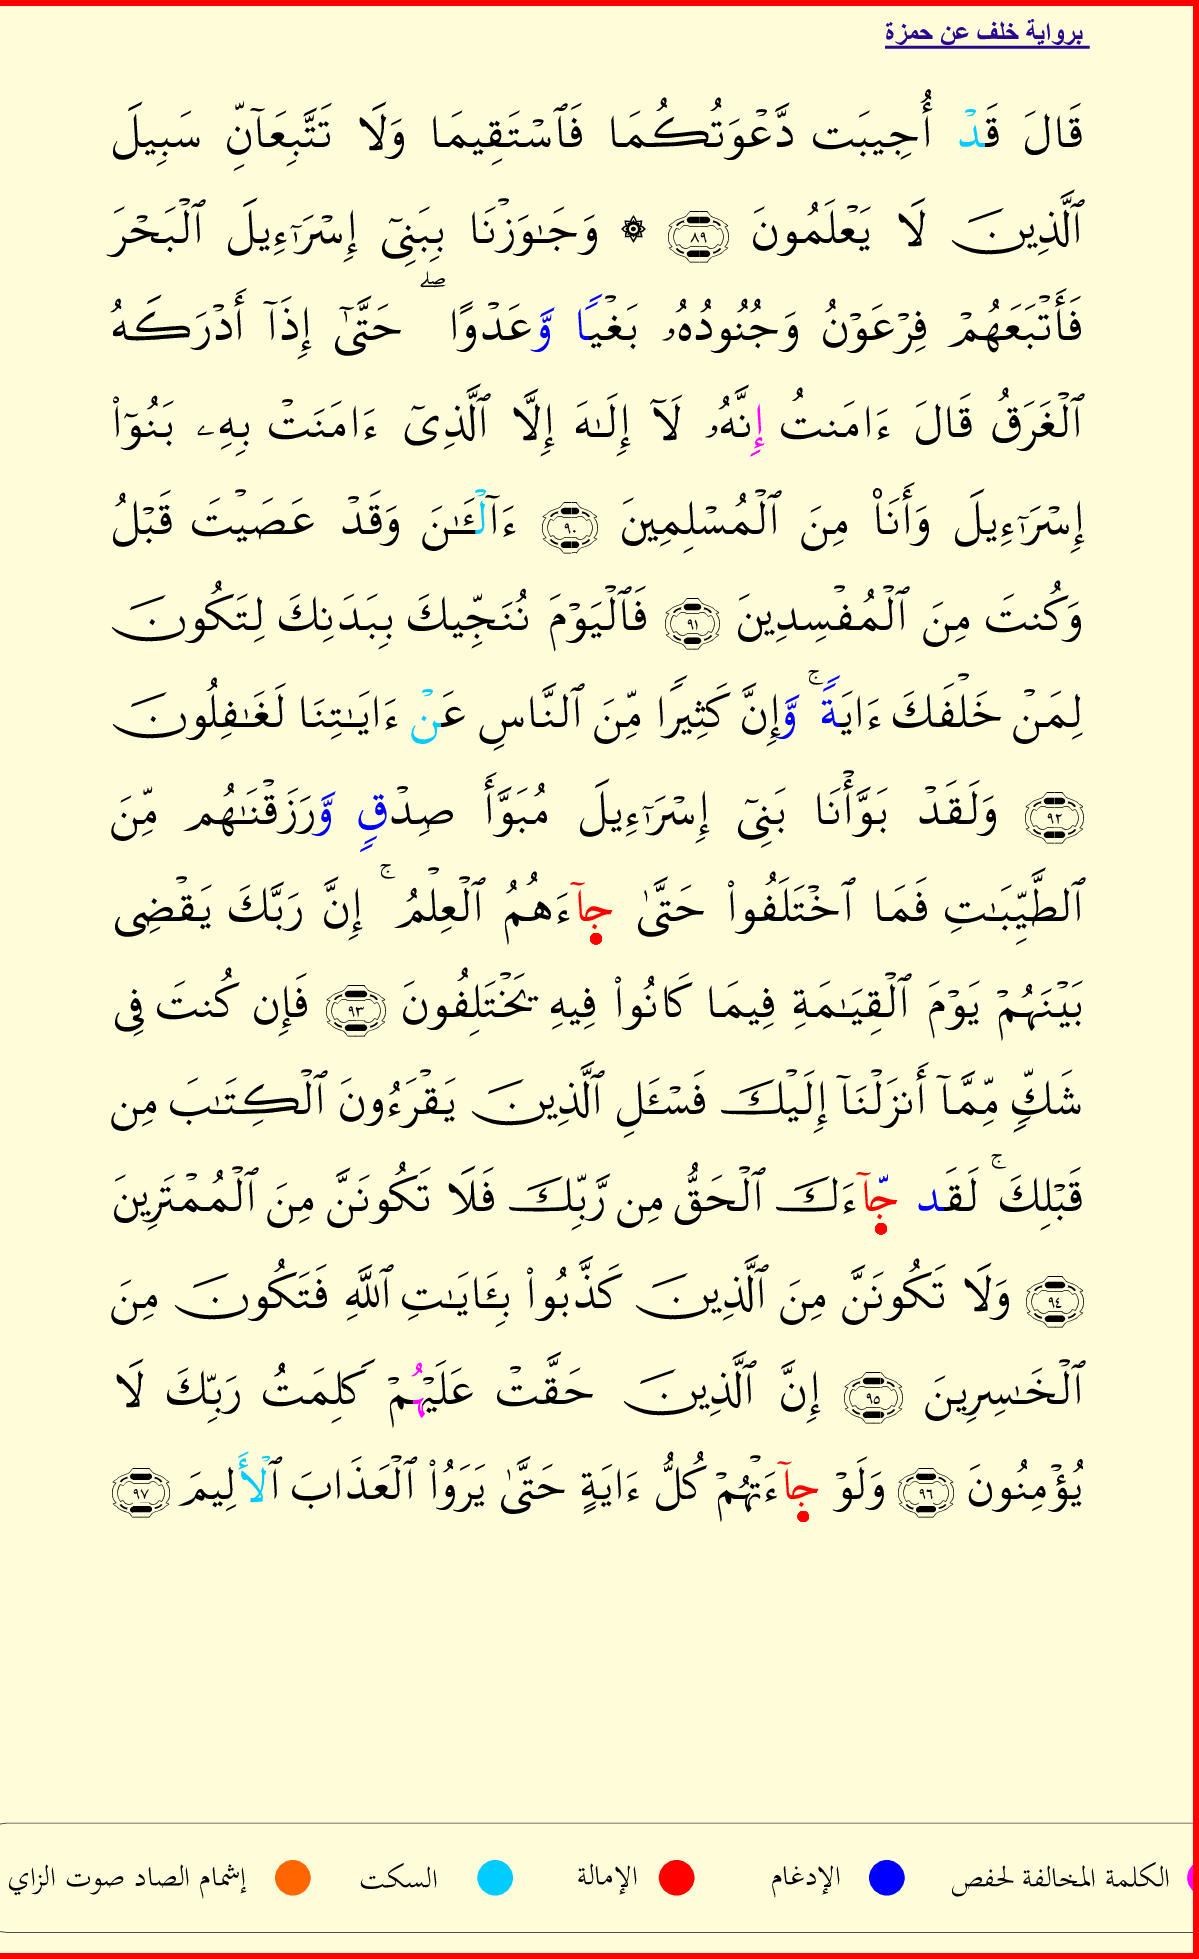 برواية خلف عن حمزة
قَالَ قَدۡ أُجِيبَت دَّعۡوَتُكُمَا فَٱسۡتَقِيمَا وَلَا تَتَّبِعَآنِّ سَبِيلَ
ٱلَّذِينَ لَا يَعۡلَمُونَ ٨٩ ۞ وَجَٰوَزۡنَا بِبَنِيٓ إِسۡرَٰٓءِيلَ ٱلۡبَحۡرَ
فَأَتۡبَعَهُمۡ فِرۡعَوۡنُ وَجُنُودُهُۥ بَغۡيٗا وَّعَدۡوًاۖ حَتَّىٰٓ إِذَآ أَدۡرَكَهُ
ٱلۡغَرَقُ قَالَ ءَامَنتُ إِنَّهُۥ لَآ إِلَٰهَ إِلَّا ٱلَّذِيٓ ءَامَنَتۡ بِهِۦ بَنُوٓاْ
إِسۡرَٰٓءِيلَ وَأَنَا۠ مِنَ ٱلۡمُسۡلِمِينَ ٩٠ ءَآلۡـَٰٔنَ وَقَدۡ عَصَيۡتَ قَبۡلُ
وَكُنتَ مِنَ ٱلۡمُفۡسِدِينَ ٩١ فَٱلۡيَوۡمَ نُنَجِّيكَ بِبَدَنِكَ لِتَكُونَ
لِمَنۡ خَلۡفَكَ ءَايَةٗۚ وَّإِنَّ كَثِيرٗا مِّنَ ٱلنَّاسِ عَنۡ ءَايَٰتِنَا لَغَٰفِلُونَ
٩٢ وَلَقَدۡ بَوَّأۡنَا بَنِيٓ إِسۡرَٰٓءِيلَ مُبَوَّأَ صِدۡقٖ وَّرَزَقۡنَٰهُم مِّنَ
ٱلطَّيِّبَٰتِ فَمَا ٱخۡتَلَفُواْ حَتَّىٰ جَآءَهُمُ ٱلۡعِلۡمُۚ إِنَّ رَبَّكَ يَقۡضِي
بَيۡنَهُمۡ يَوۡمَ ٱلۡقِيَٰمَةِ فِيمَا كَانُواْ فِيهِ يَخۡتَلِفُونَ ٩٣ فَإِن كُنتَ فِي
شَكّٖ مِّمَّآ أَنزَلۡنَآ إِلَيۡكَ فَسۡـَٔلِ ٱلَّذِينَ يَقۡرَءُونَ ٱلۡكِتَٰبَ مِن
قَبۡلِكَۚ لَقَد جَّآءَكَ ٱلۡحَقُّ مِن رَّبِّكَ فَلَا تَكُونَنَّ مِنَ ٱلۡمُمۡتَرِينَ
٩٤ وَلَا تَكُونَنَّ مِنَ ٱلَّذِينَ كَذَّبُواْ بِـَٔايَٰتِ ٱللَّهِ فَتَكُونَ مِنَ
ٱلۡخَٰسِرِينَ ٩٥ إِنَّ ٱلَّذِينَ حَقَّتۡ عَلَيۡهُمۡ كَلِمَتُ رَبِّكَ لَا
يُؤۡمِنُونَ ٩٦ وَلَوۡ جَآءَتۡهُمۡ كُلُّ ءَايَةٍ حَتَّىٰ يَرَوُاْ ٱلۡعَذَابَ ٱلۡأَلِيمَ ٩٧
الكلمة المخالفة لحفص الإدغام الإمالة السكت إشمام الصاد صوت الزاي